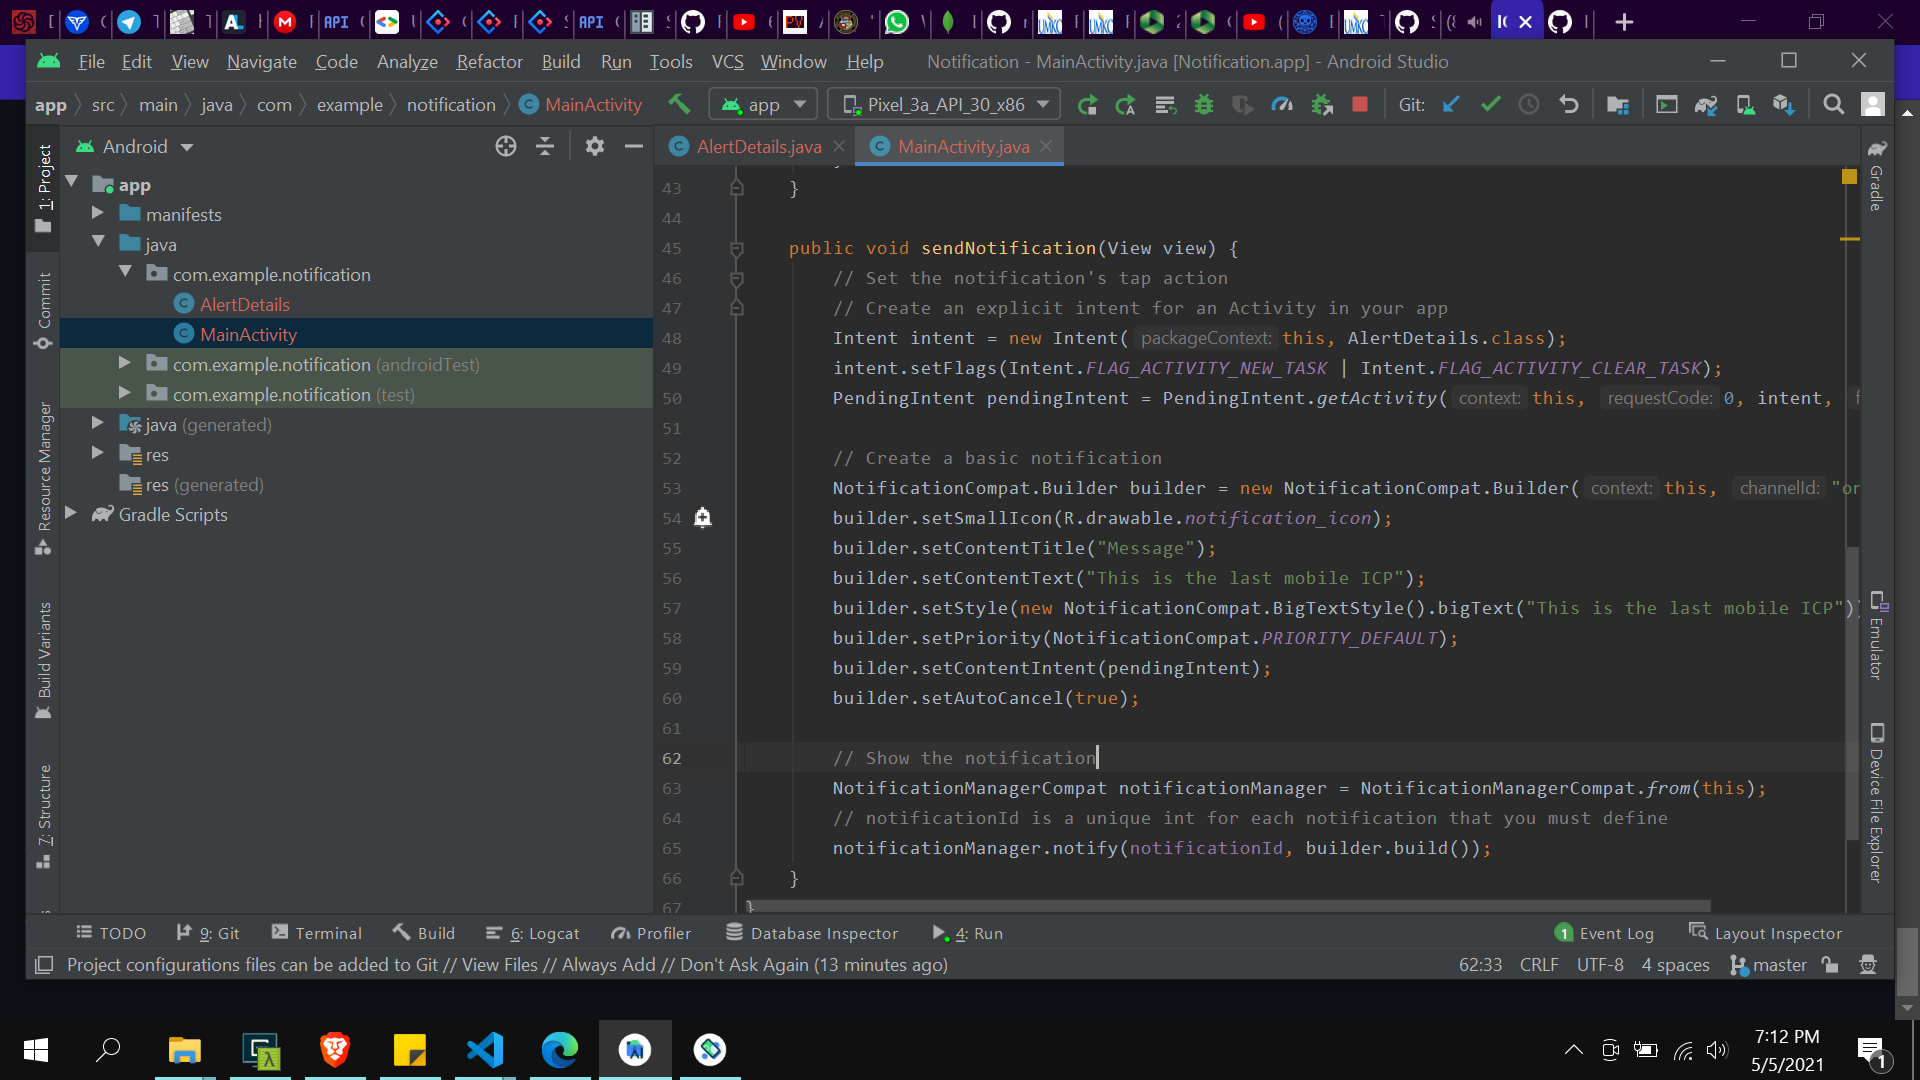 File Edit View Navigate Code Analyze Refactor Build Run Tools VCS Window Help Notification - MainActivity.java [Notification.app] - Android Studio
app src main java com example notification MainActivity app Pixel_3a_API_30_x86 Git:
Android
AlertDetails.java MainActivity.java
1: Project
Commit
Resource Manager
Build Variants
7: Structure
app
manifests
java
com.example.notification
AlertDetails
MainActivity
com.example.notification (androidTest)
com.example.notification (test)
java (generated)
res
res (generated)
Gradle Scripts
43 }
44
45 public void sendNotification(View view) {
46 // Set the notification's tap action
47 // Create an explicit intent for an Activity in your app
48 Intent intent = new Intent( packageContext: this, AlertDetails.class);
49 intent.setFlags(Intent.FLAG_ACTIVITY_NEW_TASK | Intent.FLAG_ACTIVITY_CLEAR_TASK);
50 PendingIntent pendingIntent = PendingIntent.getActivity( context: this, requestCode: 0, intent,
51
52 // Create a basic notification
53 NotificationCompat.Builder builder = new NotificationCompat.Builder( context: this, channelId: "or
54 builder.setSmallIcon(R.drawable.notification_icon);
55 builder.setContentTitle("Message");
56 builder.setContentText("This is the last mobile ICP");
57 builder.setStyle(new NotificationCompat.BigTextStyle().bigText("This is the last mobile ICP"))
58 builder.setPriority(NotificationCompat.PRIORITY_DEFAULT);
59 builder.setContentIntent(pendingIntent);
60 builder.setAutoCancel(true);
61
62 // Show the notification
63 NotificationManagerCompat notificationManager = NotificationManagerCompat.from(this);
64 // notificationId is a unique int for each notification that you must define
65 notificationManager.notify(notificationId, builder.build());
66 }
67 }
Gradle
Emulator
Device File Explorer
TODO 9: Git Terminal Build 6: Logcat Profiler Database Inspector 4: Run 1 Event Log Layout Inspector
Project configurations files can be added to Git // View Files // Always Add // Don't Ask Again (13 minutes ago) 62:33 CRLF UTF-8 4 spaces master
7:12 PM
5/5/2021
1